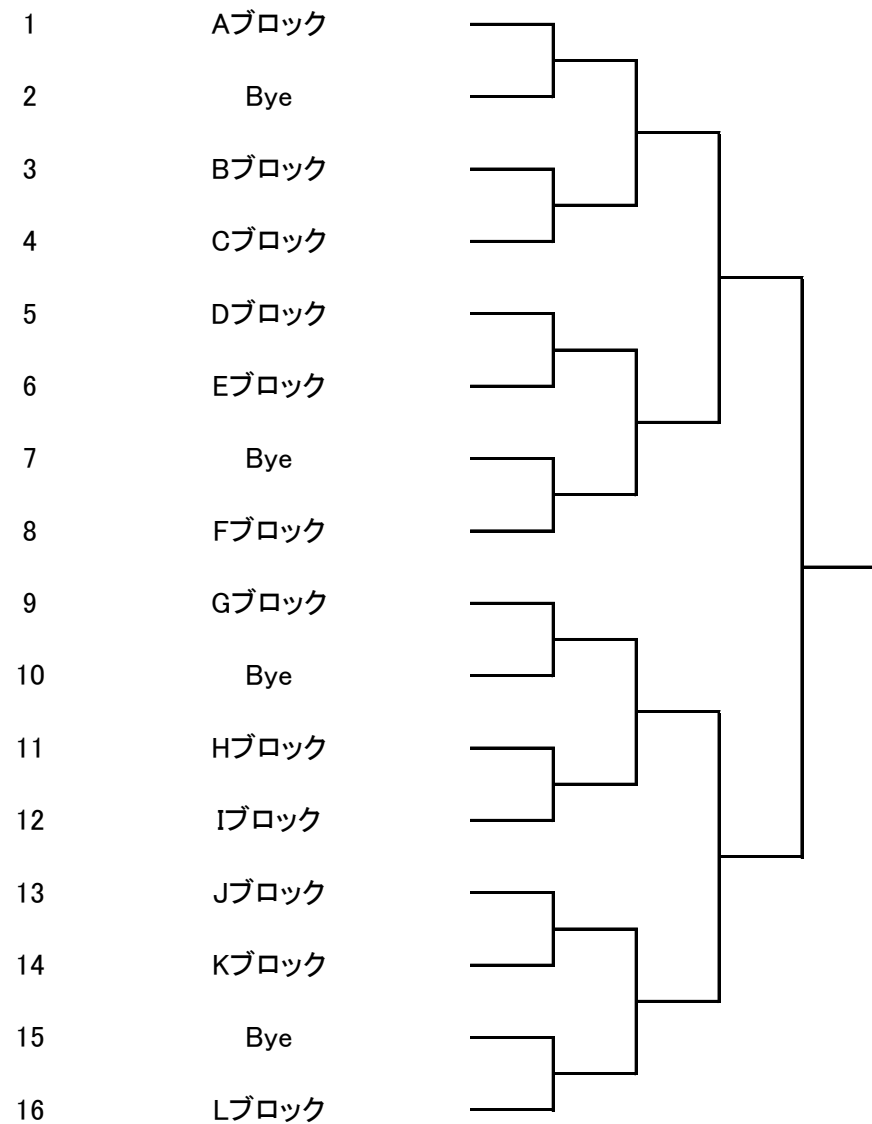 1 Aブロック
2 Bye
3 Bブロック
4 Cブロック
5 Dブロック
6 Eブロック
7 Bye
8 Fブロック
9 Gブロック
10 Bye
11 Hブロック
12 Iブロック
13 Jブロック
14 Kブロック
15 Bye
16 Lブロック